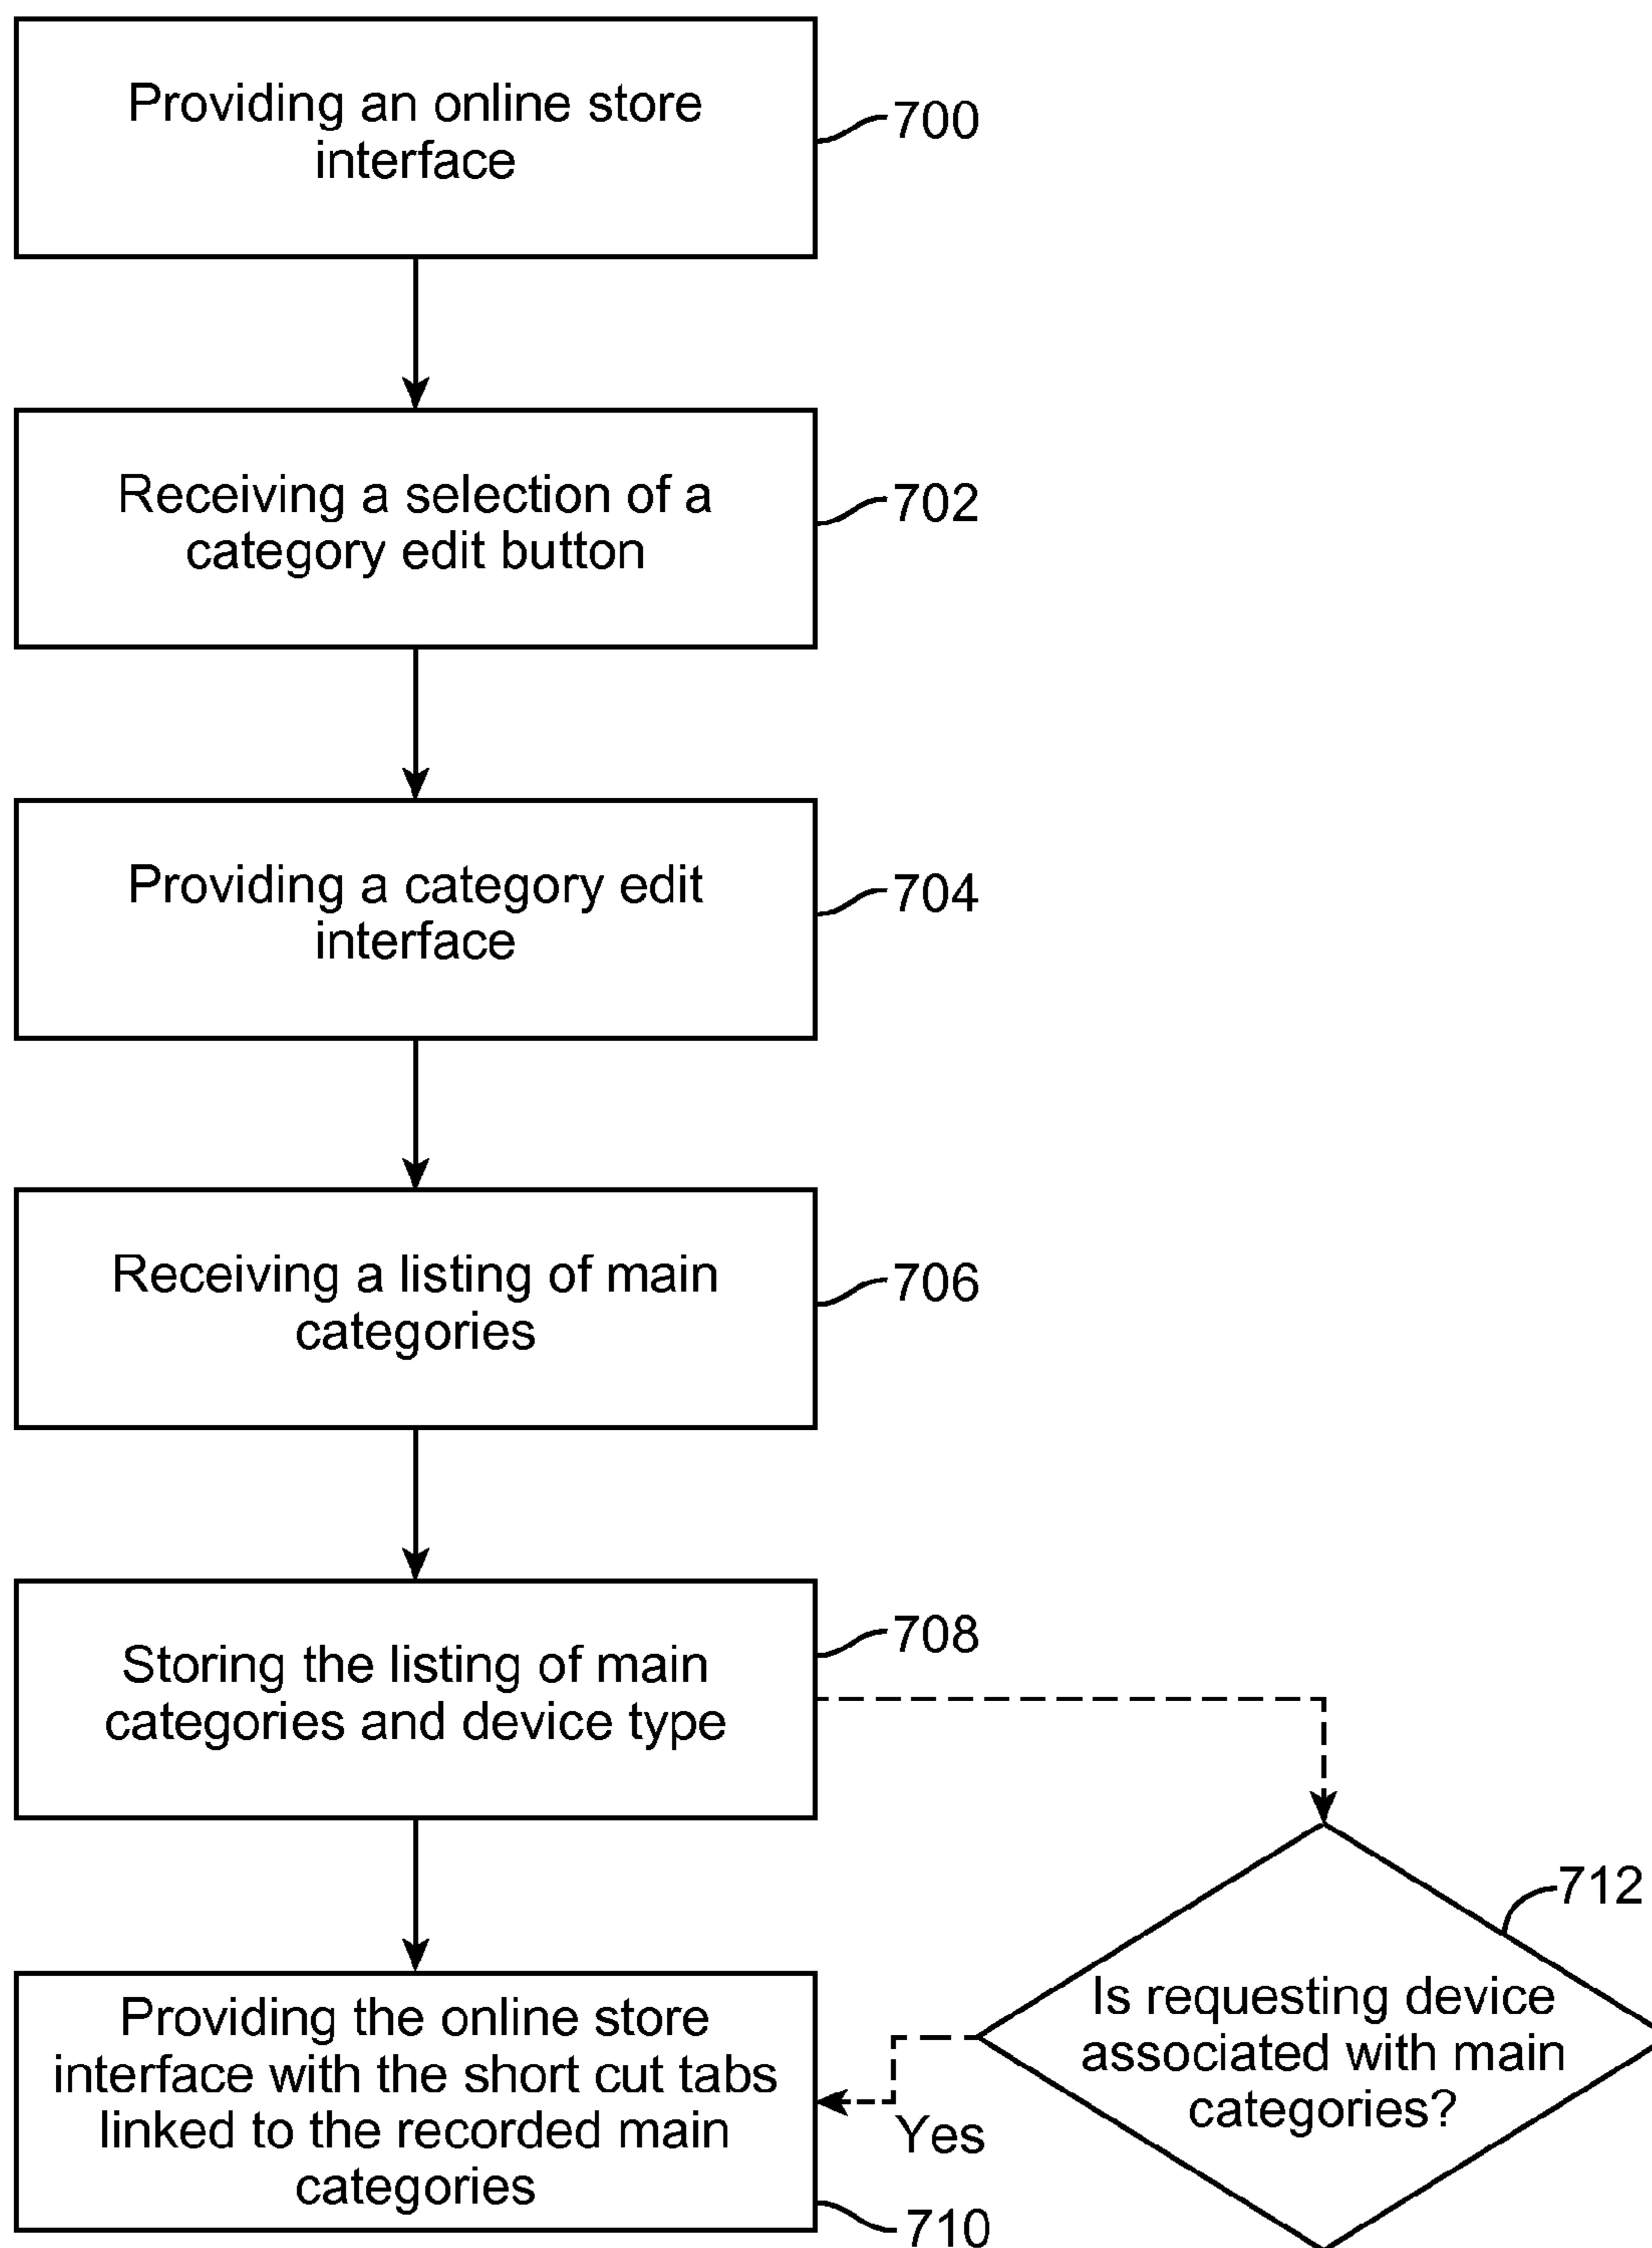 Providing an online store
interface
700
Receiving a selection of a
category edit button
702
Providing a category edit
interface
704
Receiving a listing of main
categories
706
Storing the listing of main
categories and device type
708
712
Is requesting device
associated with main
categories?
Yes
Providing the online store
interface with the short cut tabs
linked to the recorded main
categories
710